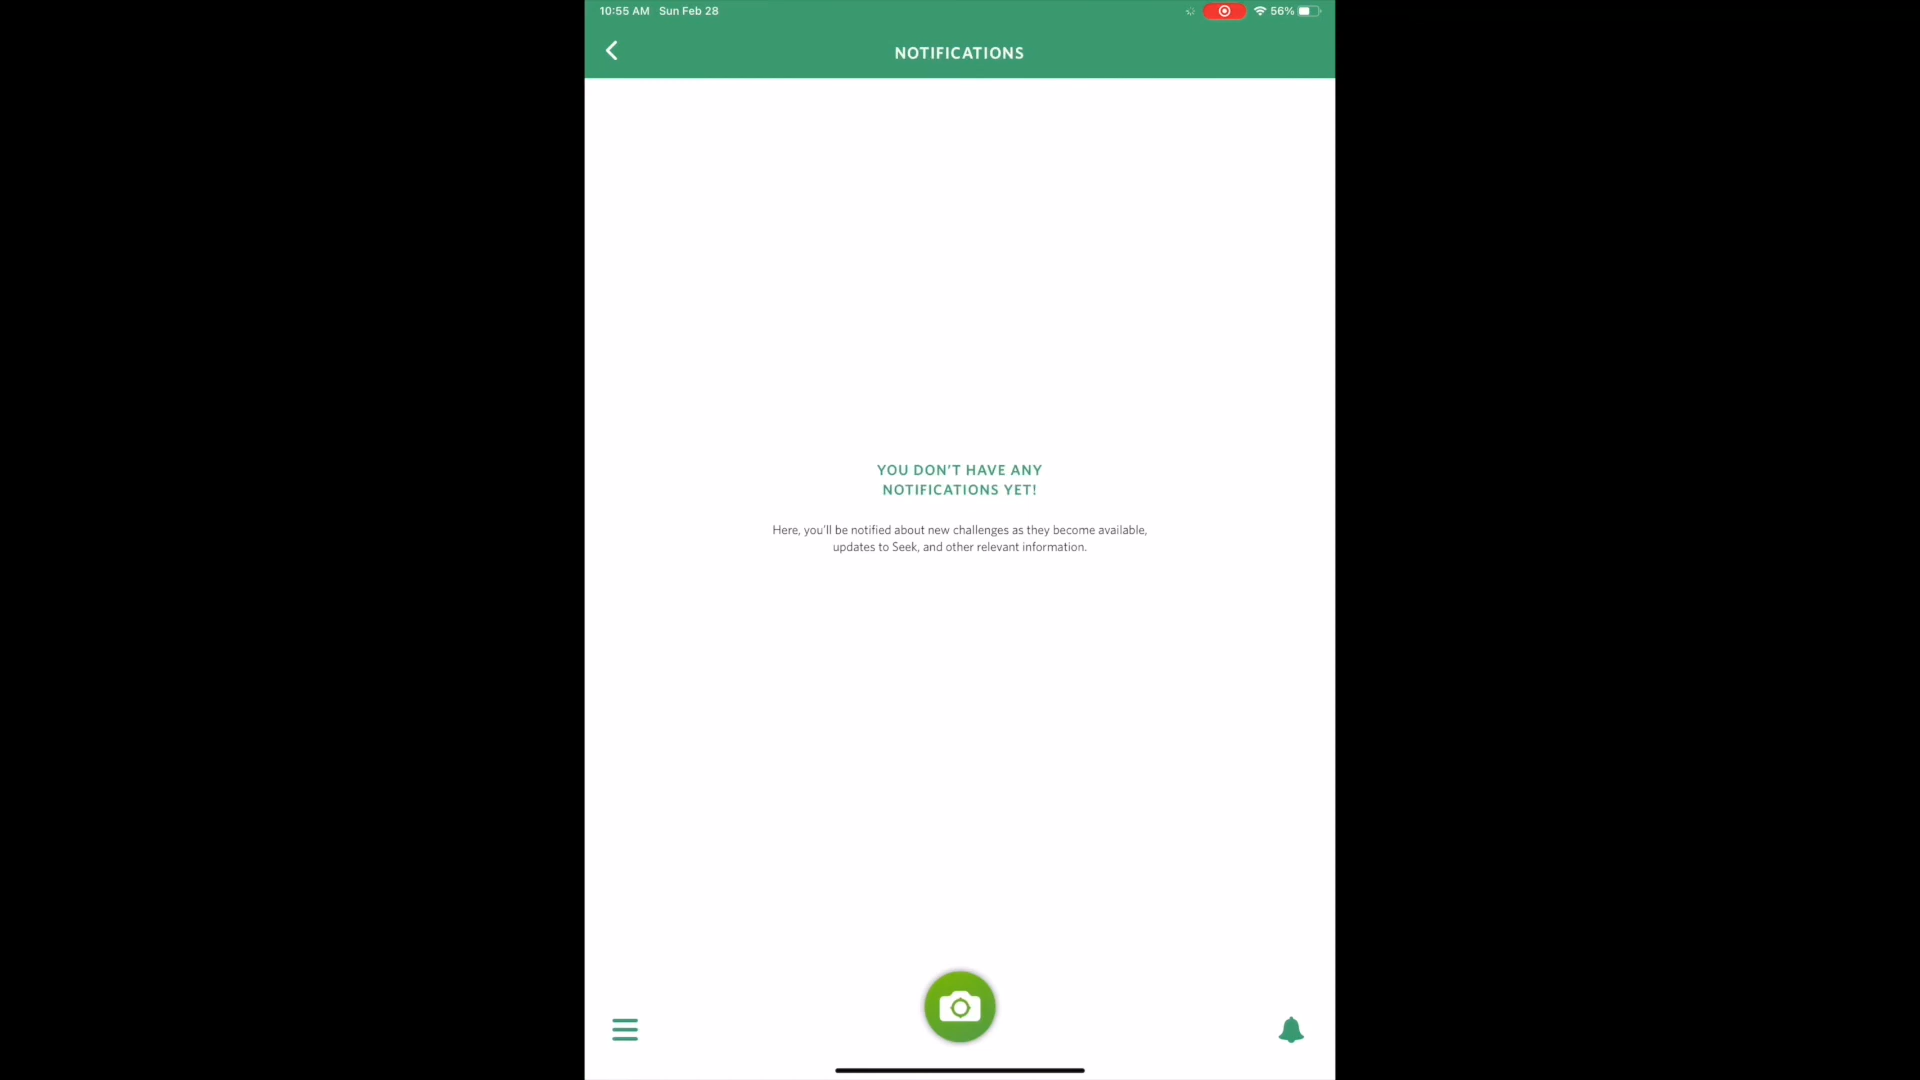 10:55 AM Sun Feb 28 56%
NOTIFICATIONS
YOU DON'T HAVE ANY
NOTIFICATIONS YET!
Here, you'll be notified about new challenges as they become available,
updates to Seek, and other relevant information.